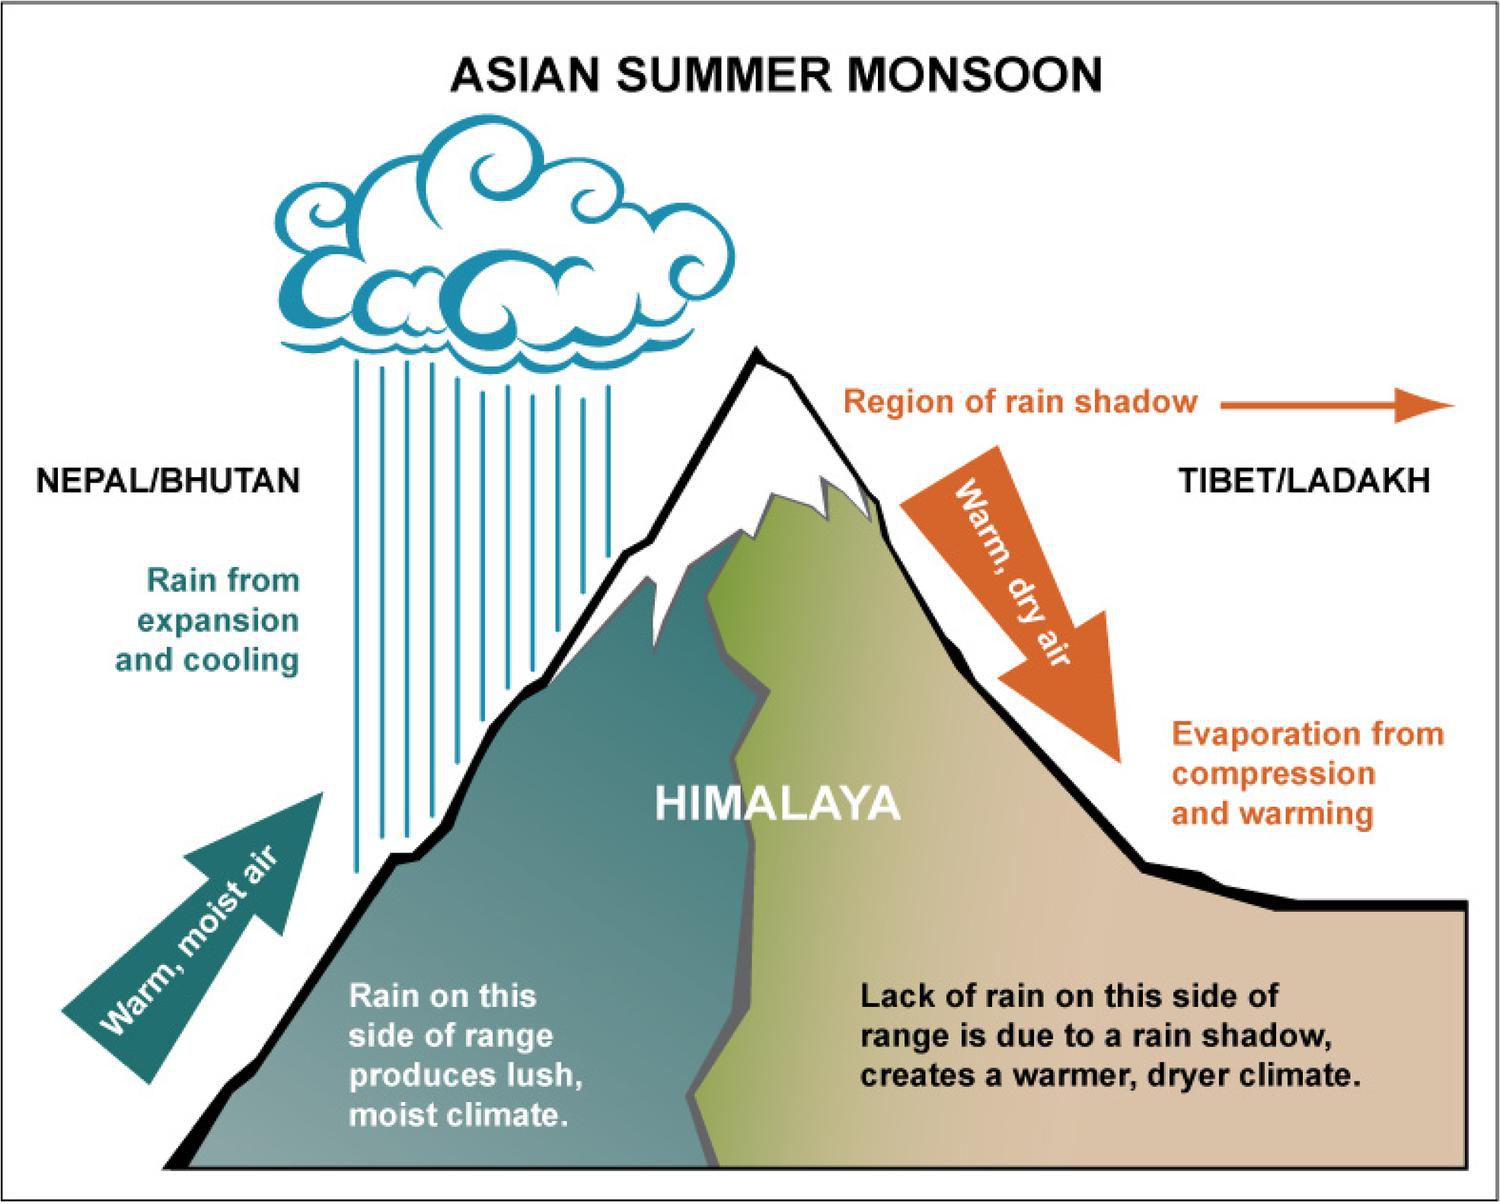 ASIAN SUMMER MONSOON
Region of rain shadow
NEPAL/BHUTAN
TIBET/LADAKH
Warm, dry air
Rain from
expansion
and cooling
Evaporation from
compression
and warming
HIMALAYA
Warm, moist air
Rain on this
side of range
produces lush,
moist climate.
Lack of rain on this side of
range is due to a rain shadow,
creates a warmer, dryer climate.